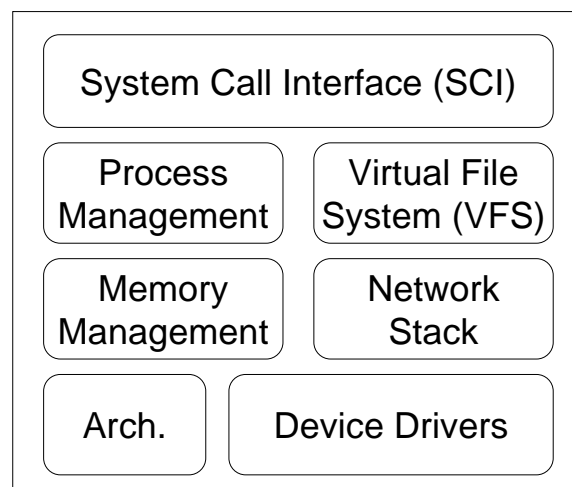 System Call Interface (SCI)
Process
Management
Virtual File
System (VFS)
Memory
Management
Network
Stack
Arch.
Device Drivers